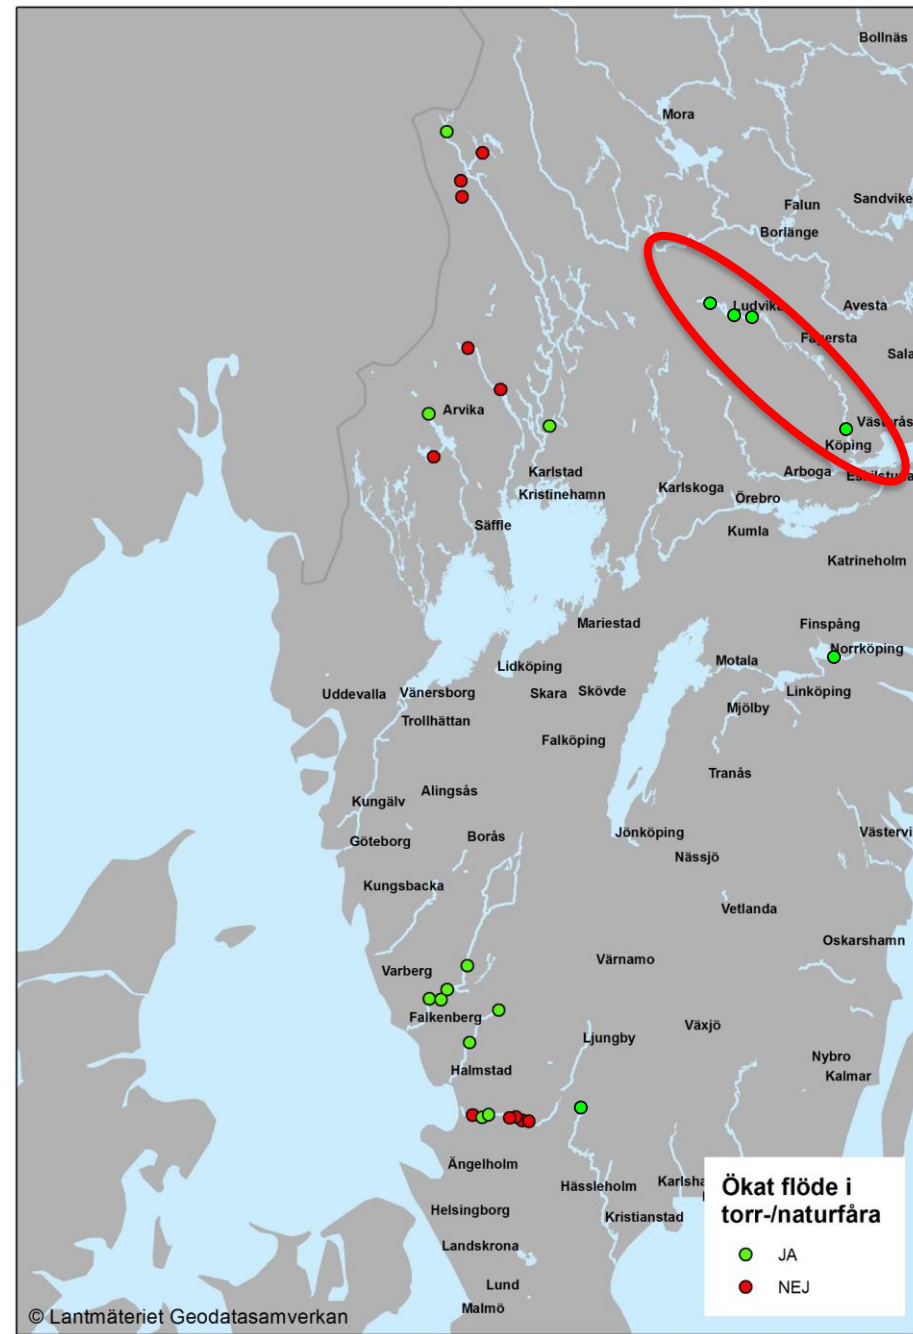 Bollnäs
Mora
Sandvike
Falun
Borlänge
Ludvika
Avesta
Fagersta
Sala
Arvika
Västerås
Köping
Karlstad
Arboga
Eskilstuna
Kristinehamn
Karlskoga
Örebro
Säffle
Kumla
Katrineholm
Mariestad
Finspång
Norrköping
Motala
Lidköping
Linköping
Uddevalla
Vänersborg
Skara
Skövde
Mjölby
Trollhättan
Falköping
Tranås
Alingsås
Kungälv
Göteborg
Borås
Jönköping
Västervi
Nässjö
Kungsbacka
Vetlanda
Oskarshamn
Värnamo
Varberg
Falkenberg
Växjö
Ljungby
Nybro
Halmstad
Kalmar
Ängelholm
Hässleholm
Karlsha
Kristianstad
Helsingborg
Landskrona
Lund
Malmö
Ökat flöde i
torr-/naturfåra
JA
NEJ
© Lantmäteriet Geodatasamverkan